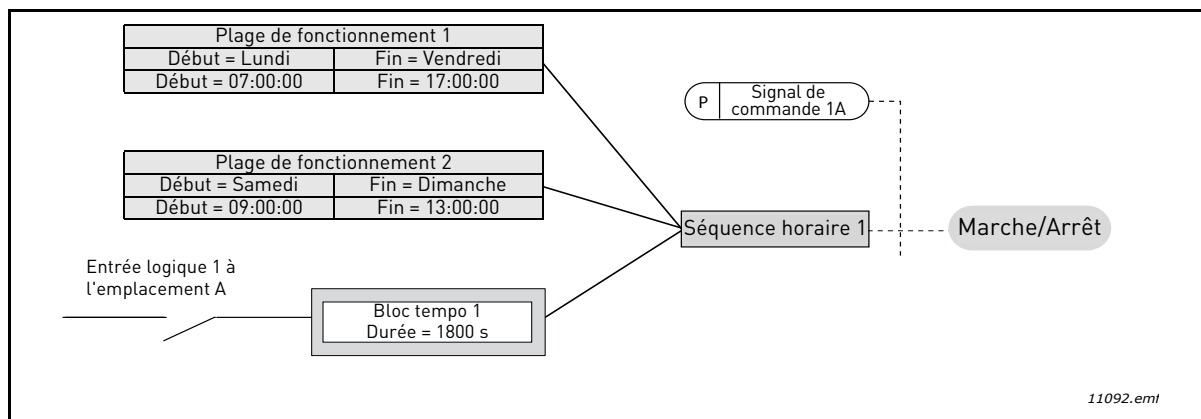 Plage de fonctionnement 1
Début = Lundi Fin = Vendredi
Début = 07:00:00 Fin = 17:00:00
P Signal de
commande 1A
Plage de fonctionnement 2
Début = Samedi Fin = Dimanche
Début = 09:00:00 Fin = 13:00:00
Séquence horaire 1 Marche/Arrêt
Entrée logique 1 à
l'emplacement A
Bloc tempo 1
Durée = 1800 s
11092.emf